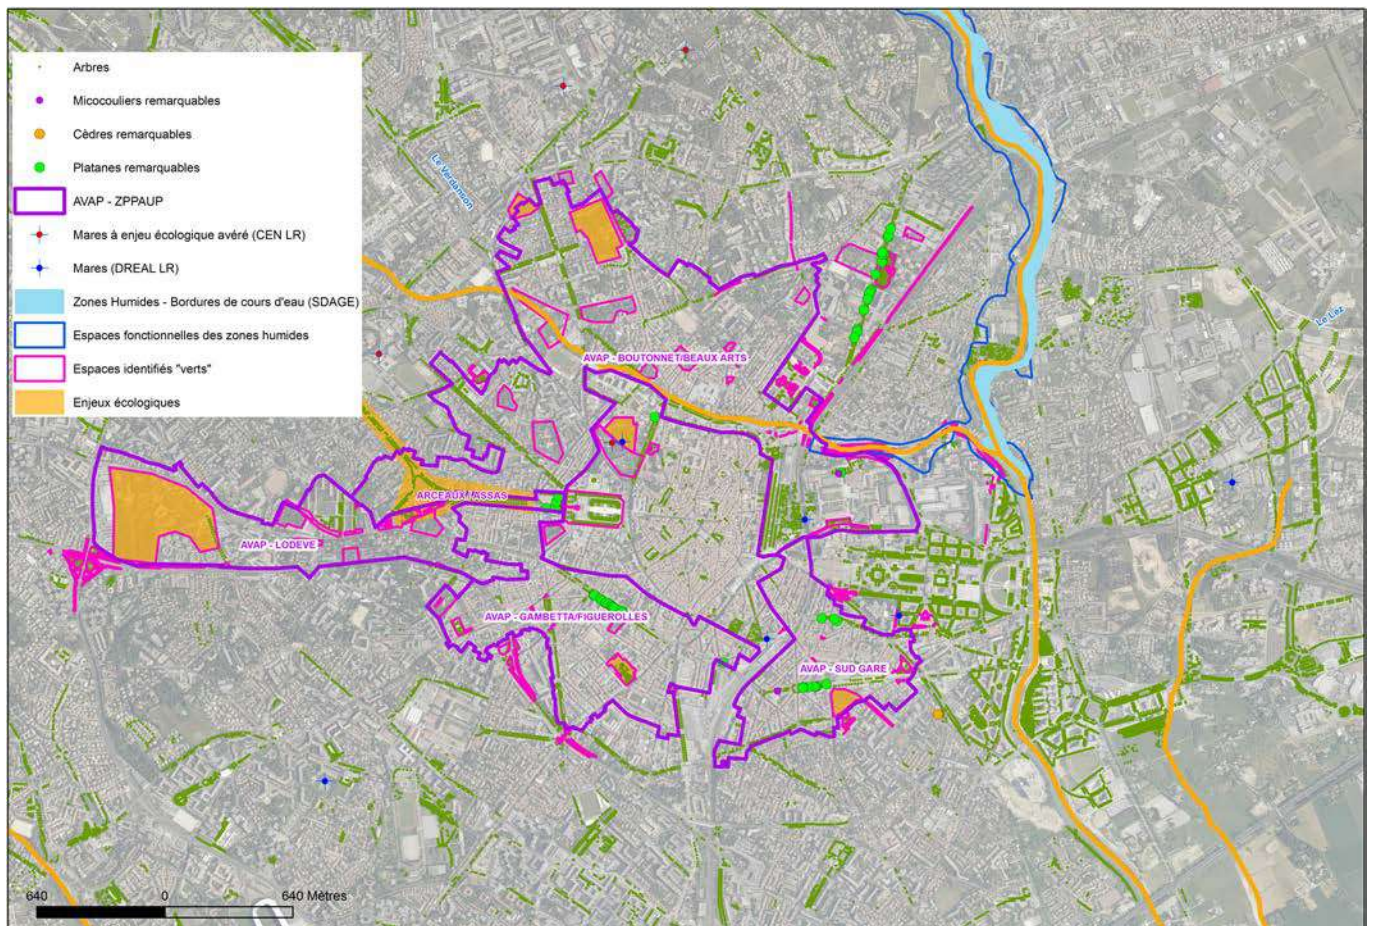 Arbres
Micocouliers remarquables
Cèdres remarquables
Platanes remarquables
AVAP - ZPPAUP
Mares à enjeu écologique avéré (CEN LR)
Mares (DREAL LR)
Zones Humides - Bordures de cours d'eau (SDAGE)
Espaces fonctionnelles des zones humides
Espaces identifiés "verts"
Enjeux écologiques
Le Verdanson
Le Lez
AVAP - BOUTONNET/BEAUX ARTS
ARCEAUX / ASSAS
AVAP - LODEVE
AVAP - GAMBETTA/FIGUEROLLES
AVAP - SUD GARE
640 0 640 Mètres